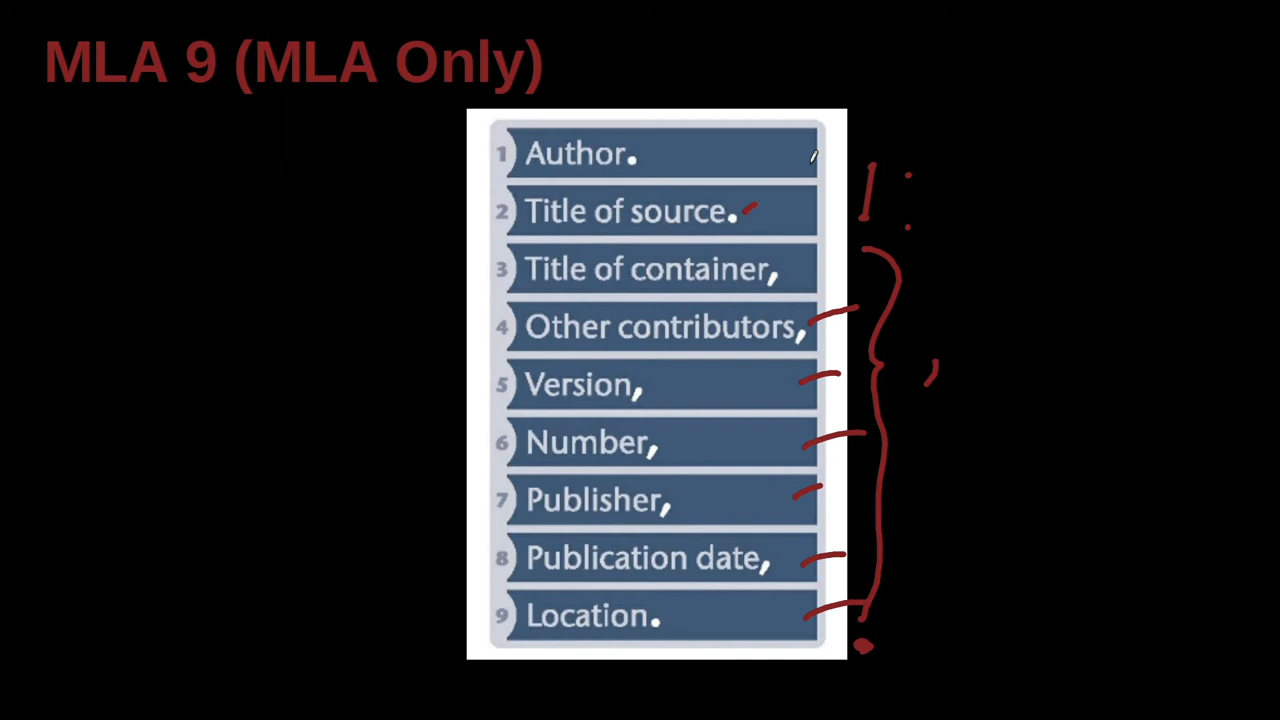 MLA 9 (MLA Only)
1 Author.
2 Title of source.
3 Title of container,
4 Other contributors,
5 Version,
6 Number,
7 Publisher,
8 Publication date,
9 Location.